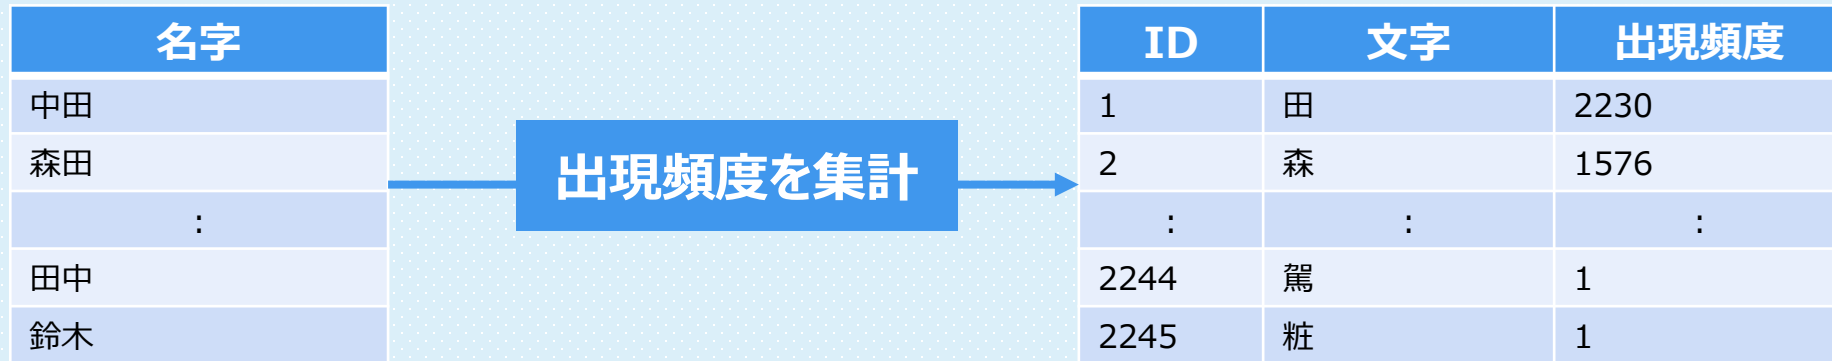 名字
中田
森田
:
田中
鈴木
出現頻度を集計
ID 文字 出現頻度
1 田 2230
2 森 1576
: : :
2244 駕 1
2245 粧 1